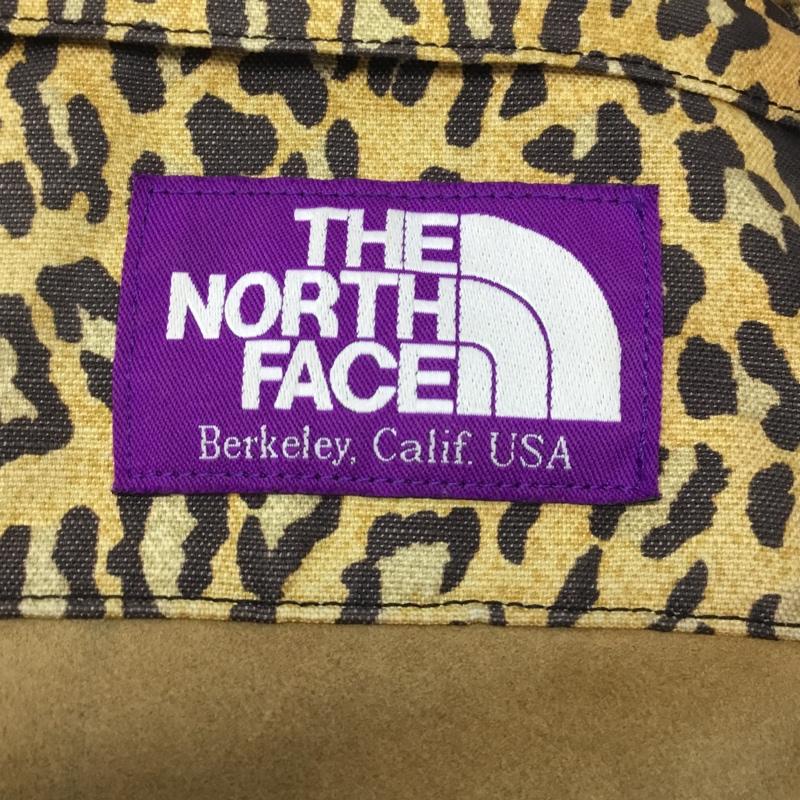 THE
NORTH
FACE
Berkeley, Calif. USA